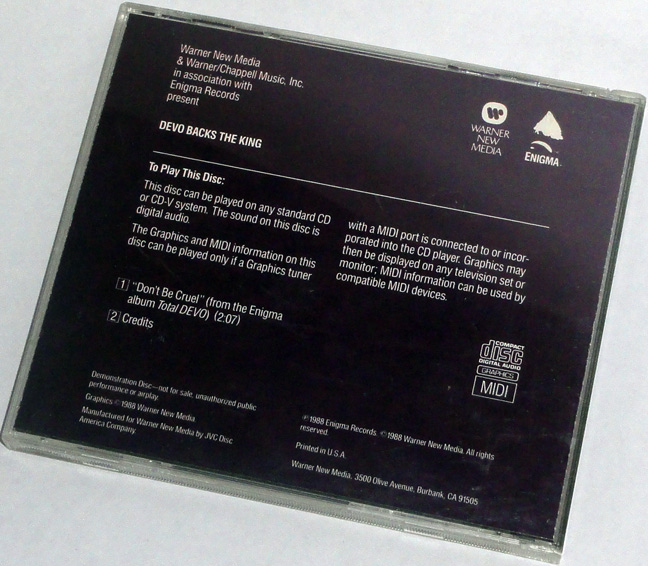 Warner New Media
& Warner/Chappell Music, Inc.
in association with
Enigma Records
present
WARNER
NEW
MEDIA
ENIGMA
DEVO BACKS THE KING
To Play This Disc:
This disc can be played on any standard CD
or CD-V system. The sound on this disc is
digital audio.
The Graphics and MIDI information on this
disc can be played only if a Graphics tuner
with a MIDI port is connected to or incor-
porated into the CD player. Graphics may
then be displayed on any television set or
monitor; MIDI information can be used by
compatible MIDI devices.
1 "Don't Be Cruel" (from the Enigma
album Total DEVO) (2:07)
2 Credits
COMPACT
disc
DIGITAL AUDIO
GRAPHICS
MIDI
Demonstration Disc—not for sale, unauthorized public
performance or airplay.
Graphics ©1988 Warner New Media
Manufactured for Warner New Media by JVC Disc
America Company.
℗1988 Enigma Records. ©1988 Warner New Media. All rights
reserved.
Printed in U.S.A.
Warner New Media, 3500 Olive Avenue, Burbank, CA 91505